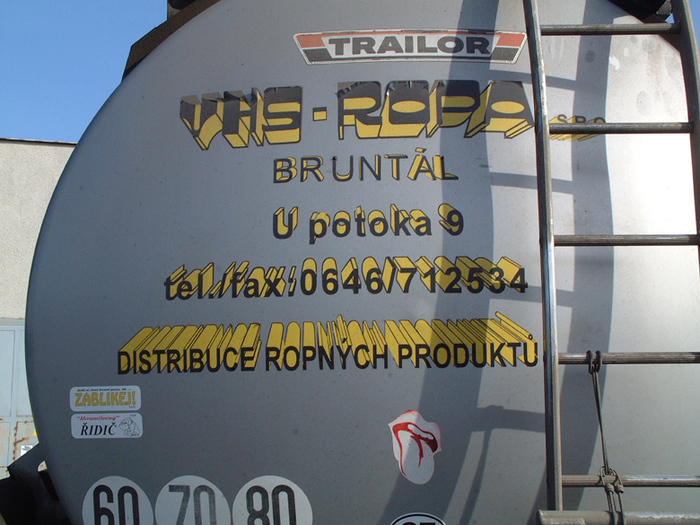 TRAILOR
VHS-ROPA s.r.o.
BRUNTÁL
U potoka 9
tel./fax:0646/712534
DISTRIBUCE ROPNÝCH PRODUKTŮ
ZABLIKEJ!
ŘIDIČ
60 70 80